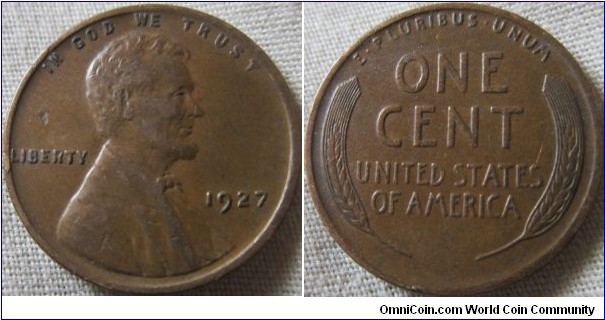 IN GOD WE TRUST
LIBERTY
1927
E·PLURIBUS·UNUM
ONE
CENT
UNITED STATES
OF AMERICA
OmniCoin.com World Coin Community